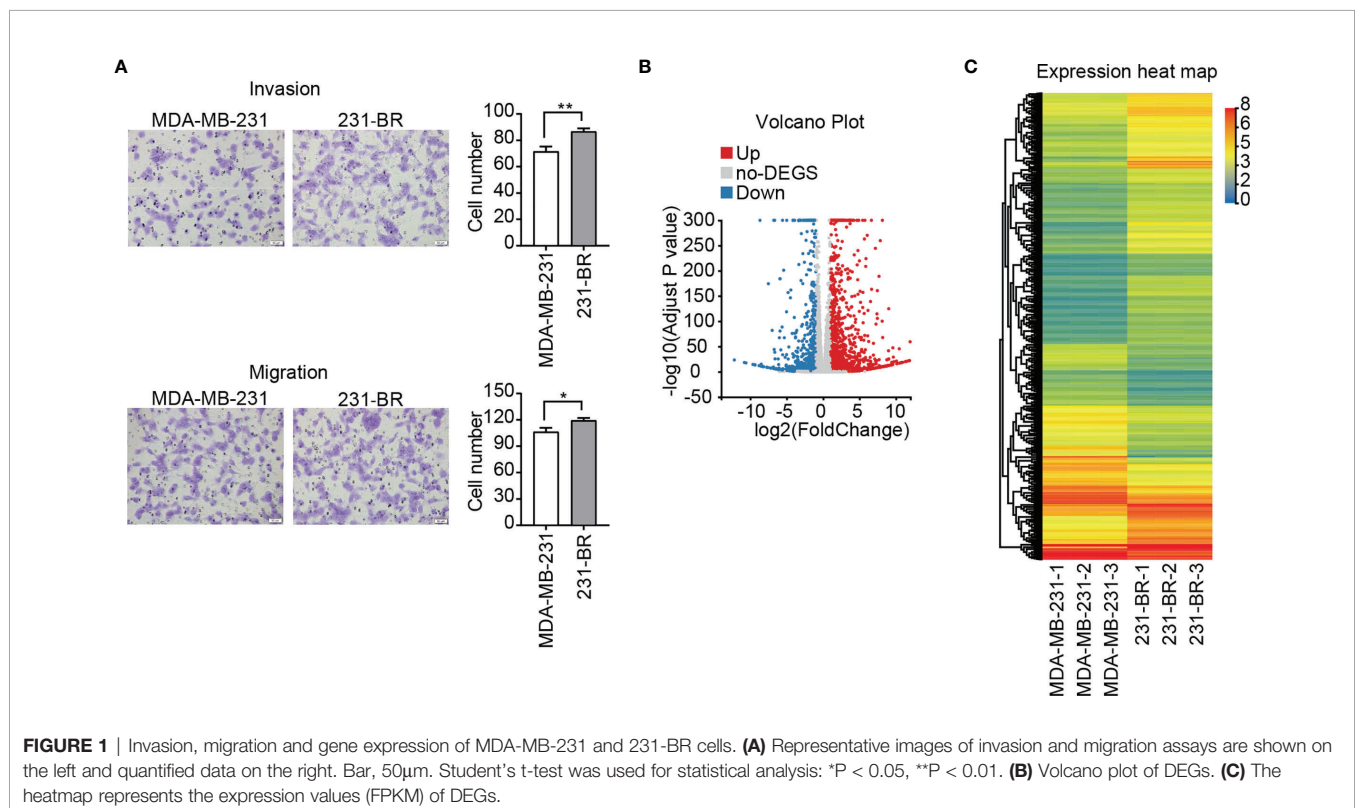 A
Invasion
MDA-MB-231 231-BR
Cell number
100
80
60
40
20
0
**
MDA-MB-231
231-BR
Migration
MDA-MB-231 231-BR
Cell number
150
120
90
60
30
0
*
MDA-MB-231
231-BR
B
Volcano Plot
Up
no-DEGS
Down
-log10(Adjust P value)
300
250
200
150
100
50
0
-50
-10 -5 0 5 10
log2(FoldChange)
C
Expression heat map
8
6
5
3
2
0
MDA-MB-231-1
MDA-MB-231-2
MDA-MB-231-3
231-BR-1
231-BR-2
231-BR-3
FIGURE 1 | Invasion, migration and gene expression of MDA-MB-231 and 231-BR cells. (A) Representative images of invasion and migration assays are shown on
the left and quantified data on the right. Bar, 50μm. Student’s t-test was used for statistical analysis: *P < 0.05, **P < 0.01. (B) Volcano plot of DEGs. (C) The
heatmap represents the expression values (FPKM) of DEGs.